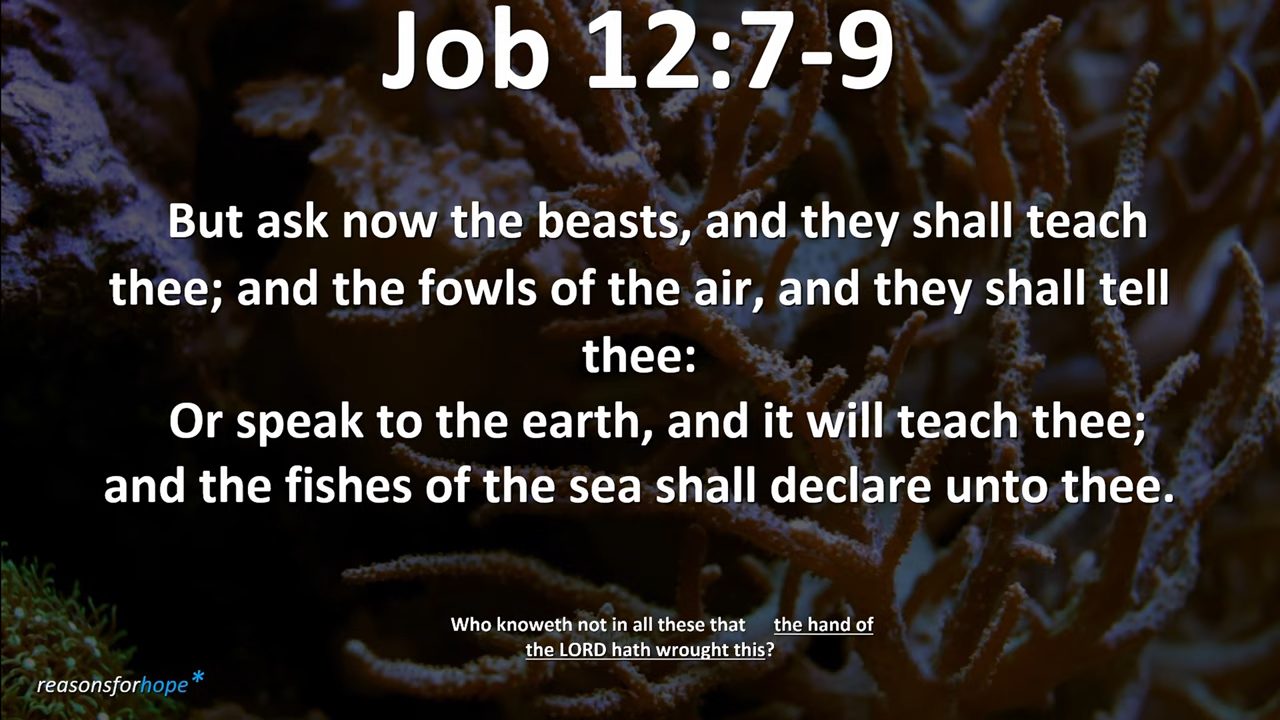 Job 12:7-9
But ask now the beasts, and they shall teach
thee; and the fowls of the air, and they shall tell
thee:
Or speak to the earth, and it will teach thee;
and the fishes of the sea shall declare unto thee.
Who knoweth not in all these that the hand of
the LORD hath wrought this?
reasonsforhope*